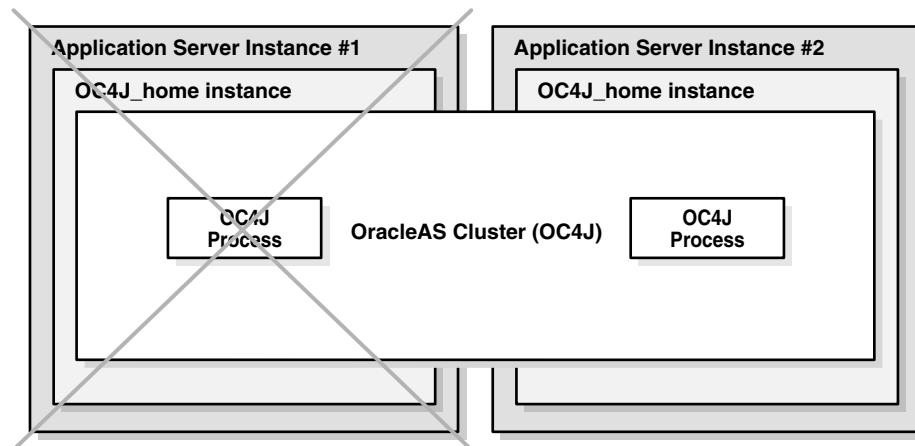 Application Server Instance #1
Application Server Instance #2
OC4J_home instance
OC4J_home instance
OC4J
Process
OracleAS Cluster (OC4J)
OC4J
Process